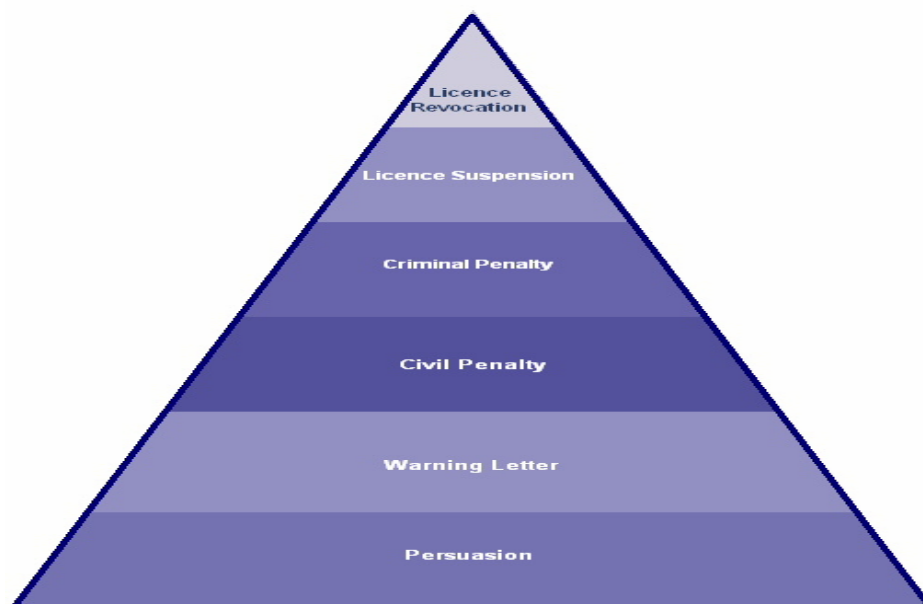 Licence
Revocation
Licence Suspension
Criminal Penalty
Civil Penalty
Warning Letter
Persuasion